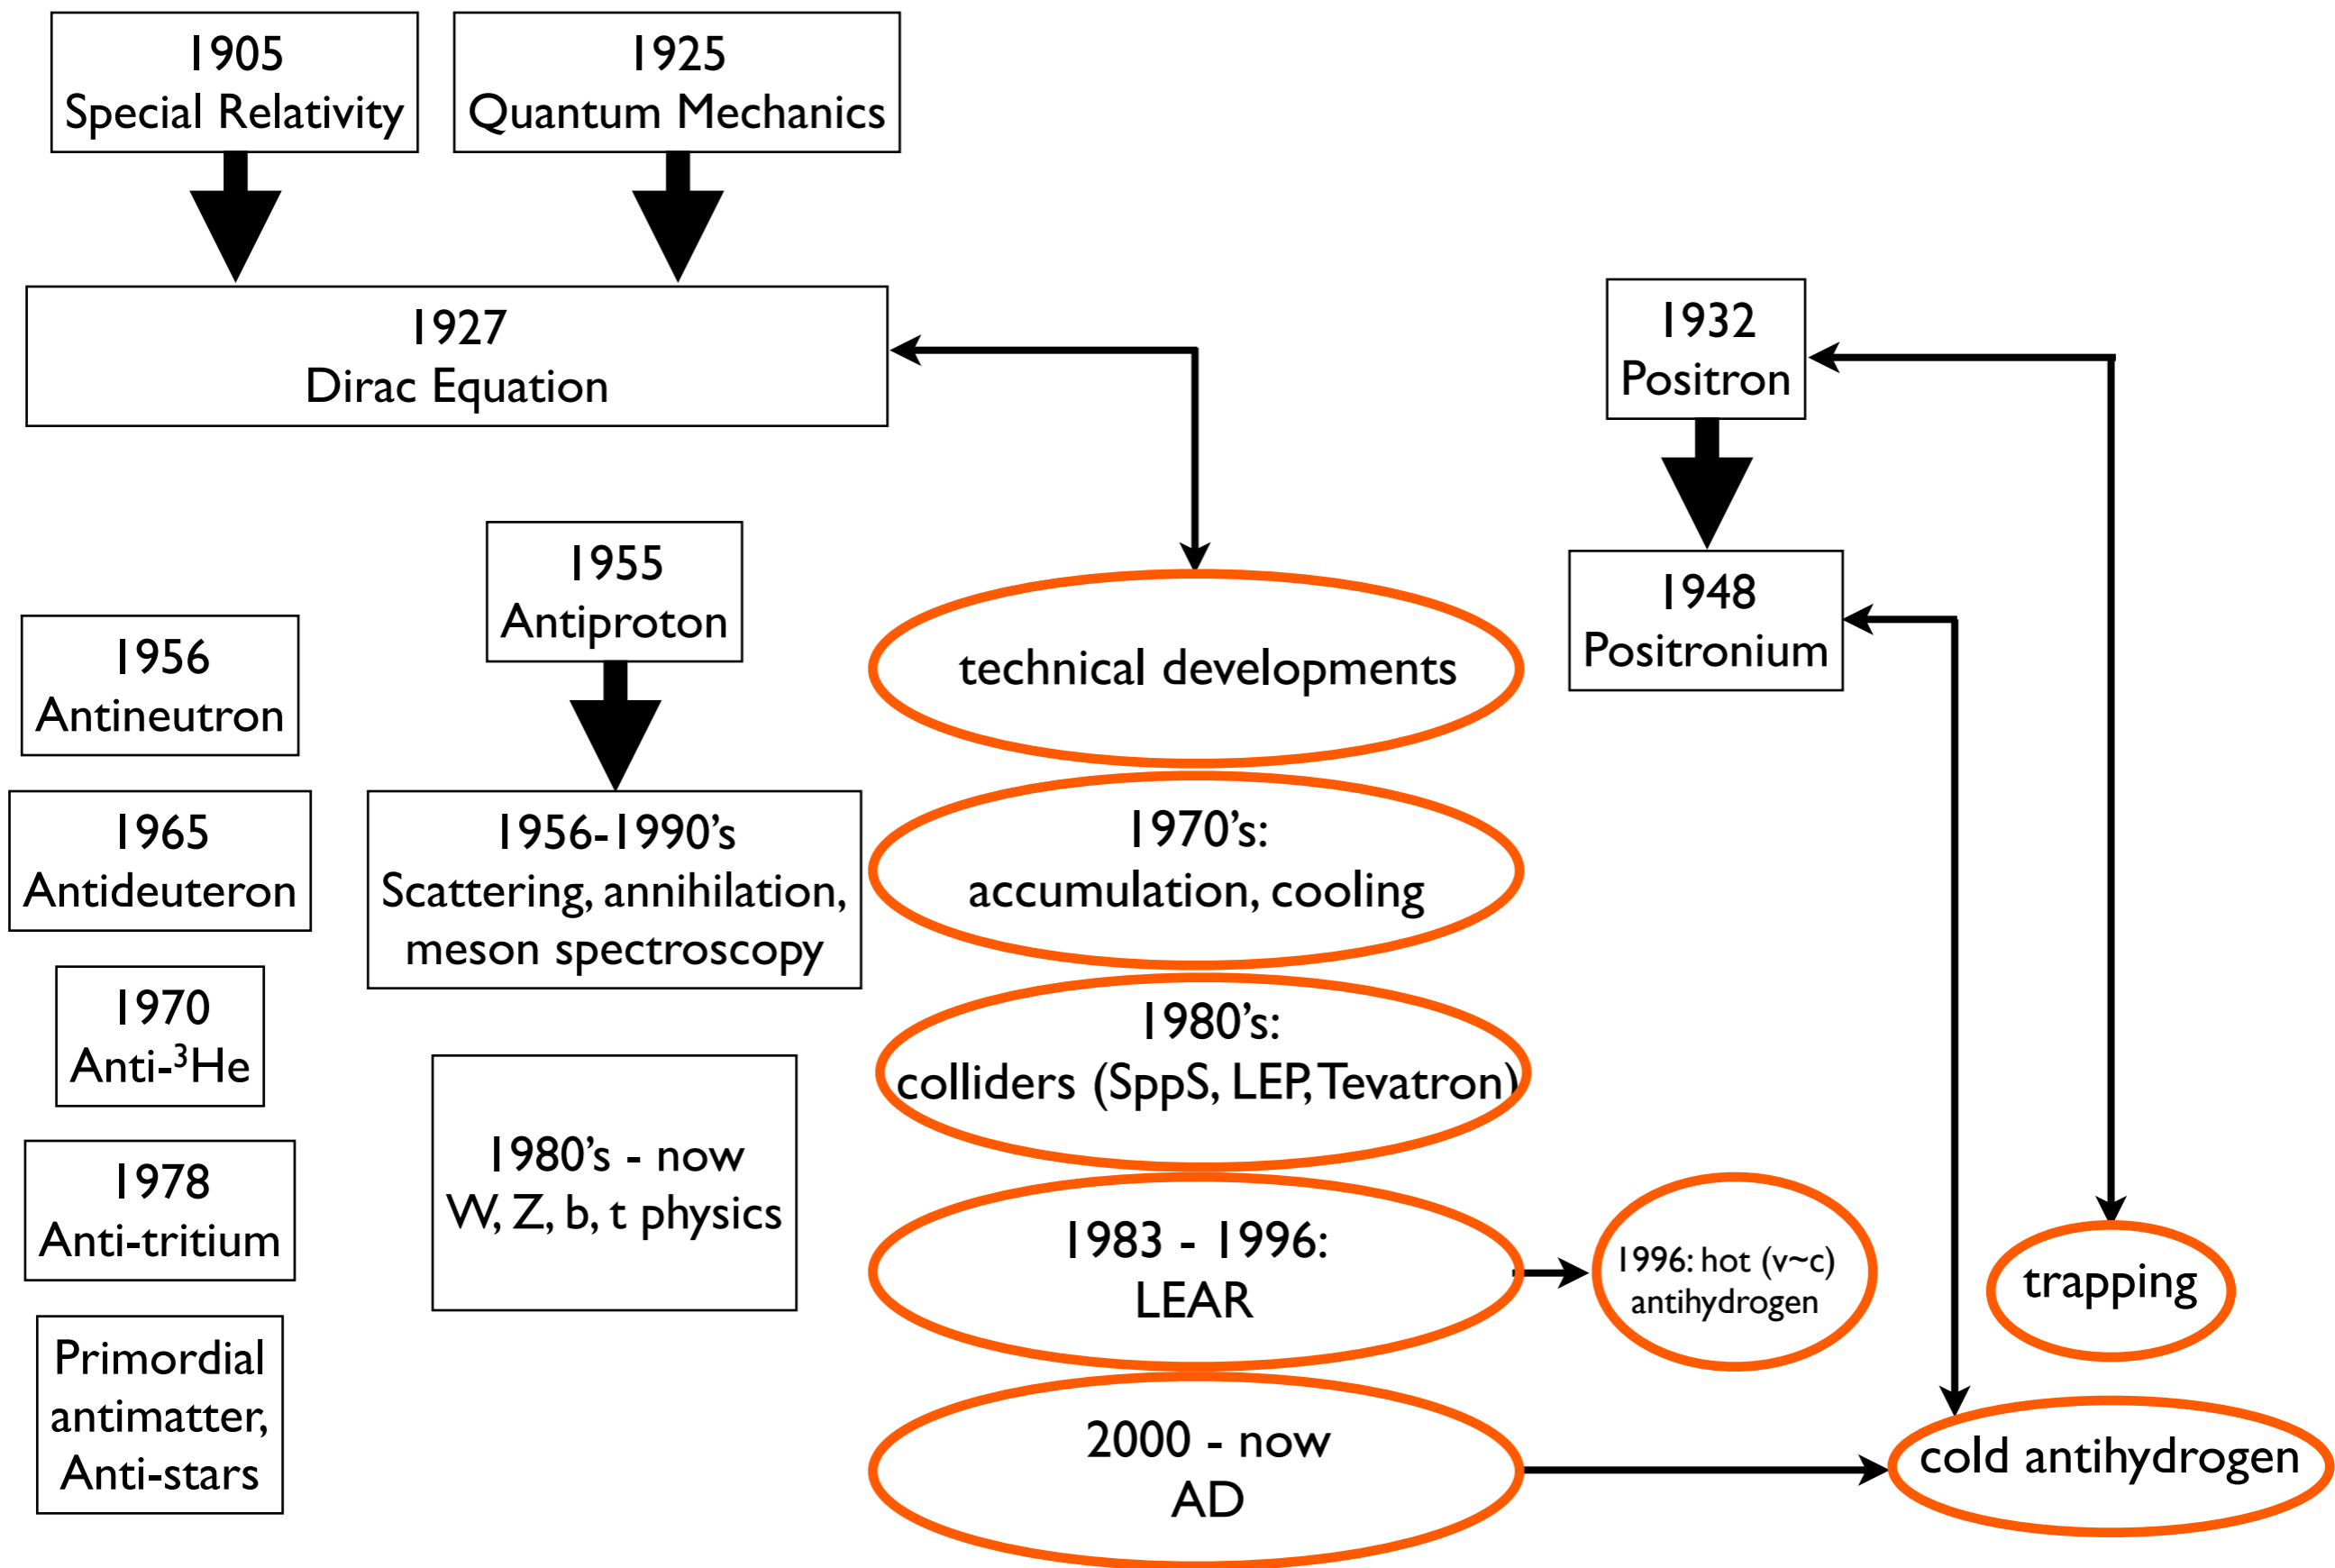 1905
Special Relativity
1925
Quantum Mechanics
1927
Dirac Equation
1932
Positron
1948
Positronium
1955
Antiproton
1956
Antineutron
1965
Antideuteron
1970
Anti-³He
1978
Anti-tritium
Primordial
antimatter,
Anti-stars
1956-1990’s
Scattering, annihilation,
meson spectroscopy
1980’s - now
W, Z, b, t physics
technical developments
1970’s:
accumulation, cooling
1980’s:
colliders (SppS, LEP, Tevatron)
1983 - 1996:
LEAR
2000 - now
AD
1996: hot (v~c)
antihydrogen
trapping
cold antihydrogen